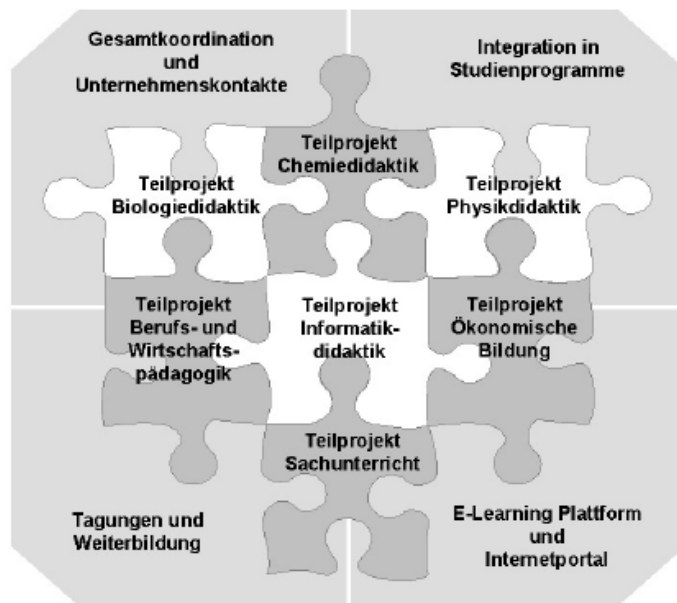 Gesamtkoordination
und
Unternehmenskontakte
Integration in
Studienprogramme
Teilprojekt
Chemiedidaktik
Teilprojekt
Biologiedidaktik
Teilprojekt
Physikdidaktik
Teilprojekt
Berufs- und
Wirtschafts-
pädagogik
Teilprojekt
Informatik-
didaktik
Teilprojekt
Ökonomische
Bildung
Teilprojekt
Sachunterricht
Tagungen und
Weiterbildung
E-Learning Plattform
und
Internetportal